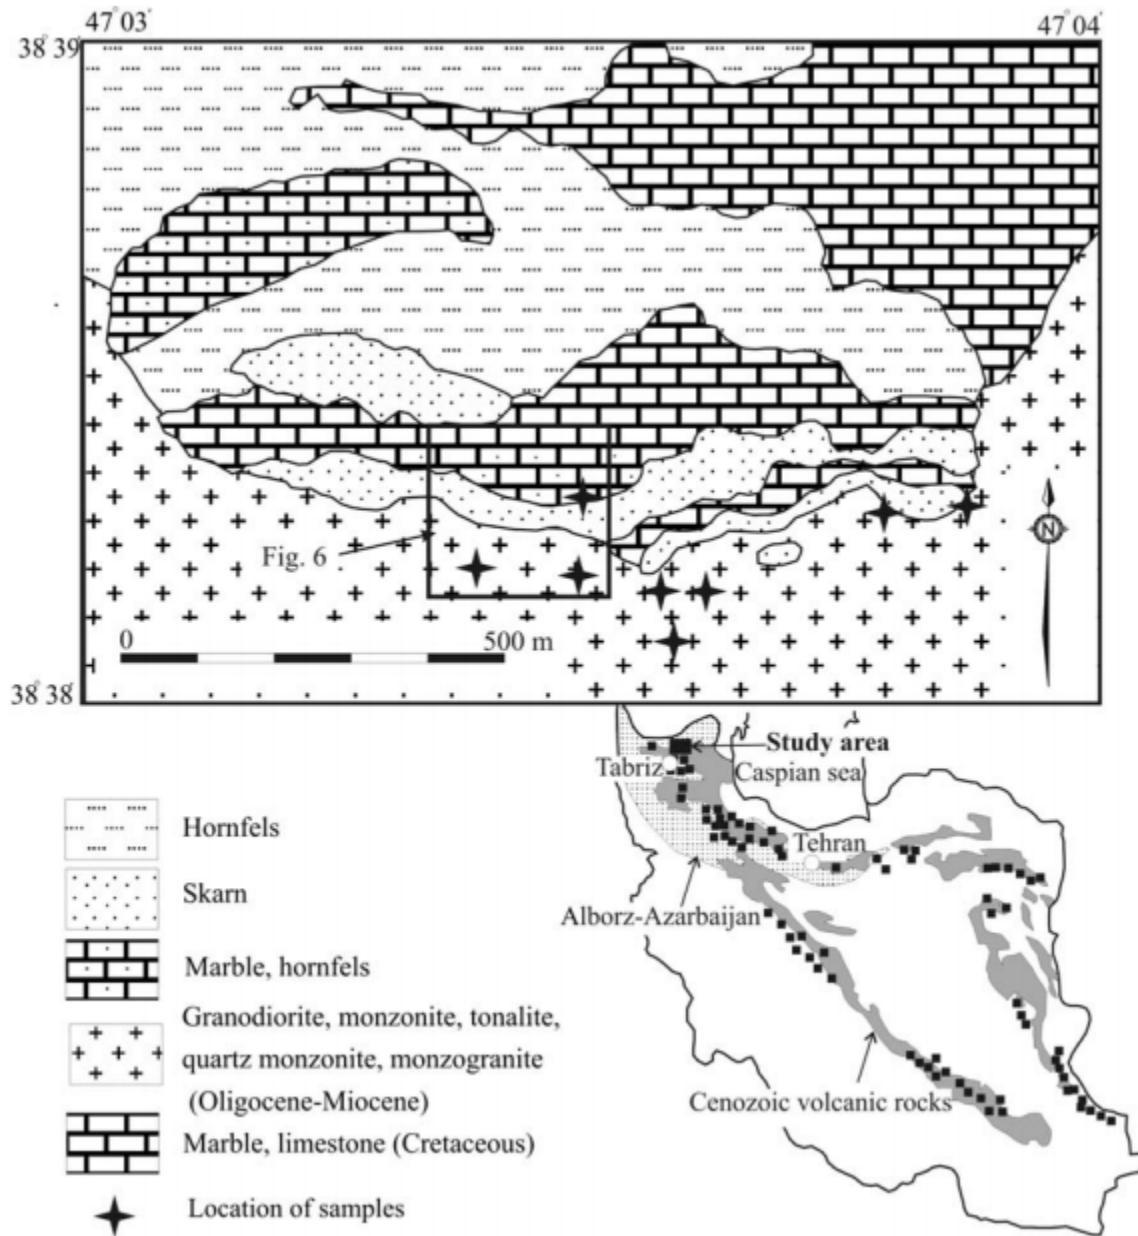 47° 03'
47° 04'
38° 39'
Fig. 6
N
0
500 m
38° 38'
Study area
Tabriz
Caspian sea
Tehran
Alborz-Azarbaijan
Cenozoic volcanic rocks
Hornfels
Skarn
Marble, hornfels
Granodiorite, monzonite, tonalite,
quartz monzonite, monzogranite
(Oligocene-Miocene)
Marble, limestone (Cretaceous)
Location of samples